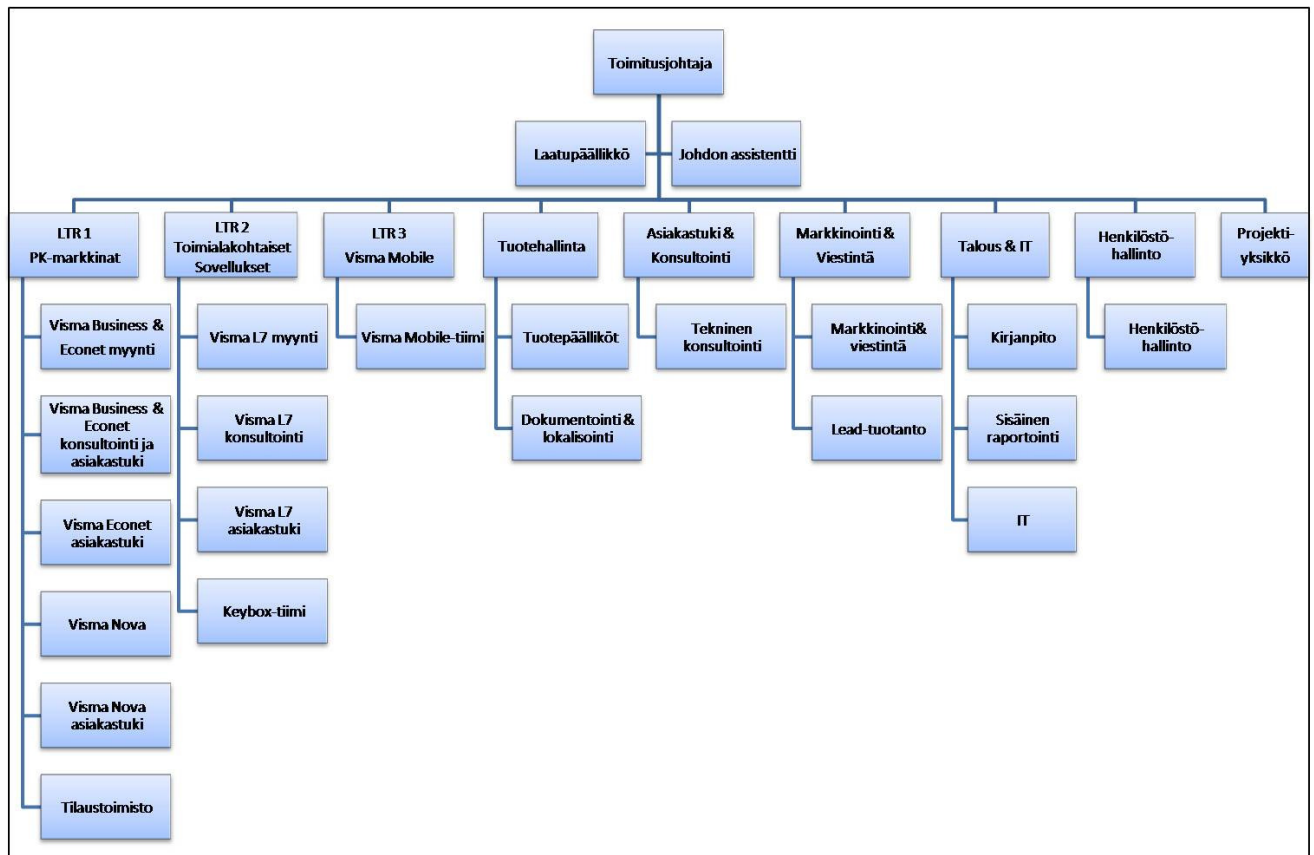 Toimitusjohtaja
Laatupäällikkö
Johdon assistentti
LTR 1
PK-markkinat
LTR 2
Toimialakohtaiset
Sovellukset
LTR 3
Visma Mobile
Tuotehallinta
Asiakastuki &
Konsultointi
Markkinointi &
Viestintä
Talous & IT
Henkilöstö-
hallinto
Projekti-
yksikkö
Visma Business &
Econet myynti
Visma L7 myynti
Visma Mobile-tiimi
Tuotepälliköt
Tekninen
konsultointi
Markkinointi&
viestintä
Kirjanpito
Henkilöstö-
hallinto
Visma Business &
Econet
konsultointi ja
asiakastuki
Visma L7
konsultointi
Dokumentointi &
lokalisointi
Lead-tuotanto
Sisäinen
raportointi
Visma Econet
asiakastuki
Visma L7
asiakastuki
IT
Visma Nova
Keybox-tiimi
Visma Nova
asiakastuki
Tilaustoimisto